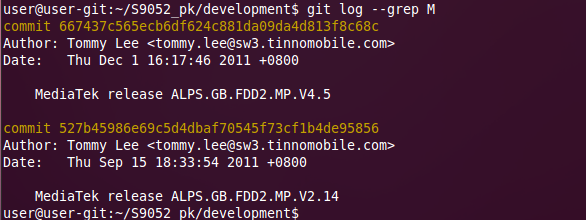 user@user-git:~/S9052_pk/development$ git log --grep M
commit 667437c565ecb6df624c881da09da4d813f8c68c
Author: Tommy Lee <tommy.lee@sw3.tinnomobile.com>
Date:   Thu Dec 1 16:17:46 2011 +0800
    MediaTek release ALPS.GB.FDD2.MP.V4.5
commit 527b45986e69c5d4dbaf70545f73cf1b4de95856
Author: Tommy Lee <tommy.lee@sw3.tinnomobile.com>
Date:   Thu Sep 15 18:33:54 2011 +0800
    MediaTek release ALPS.GB.FDD2.MP.V2.14
user@user-git:~/S9052_pk/development$